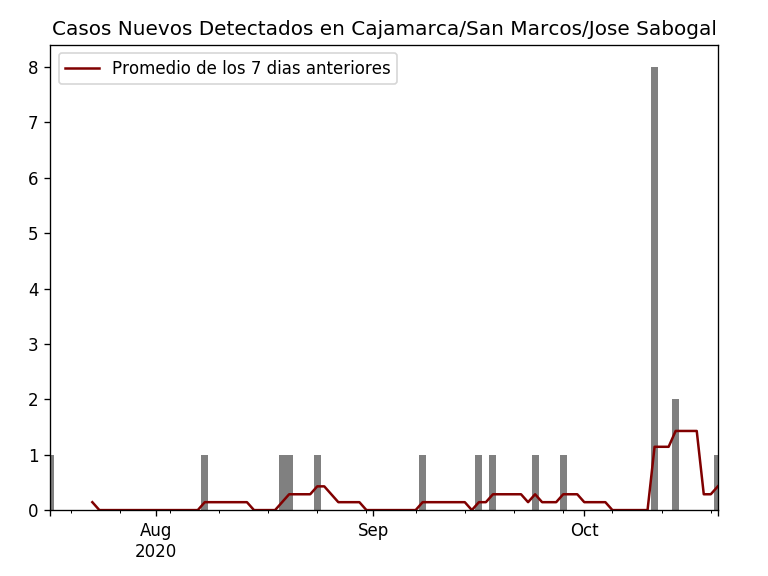 Casos Nuevos Detectados en Cajamarca/San Marcos/Jose Sabogal
Promedio de los 7 dias anteriores
8
7
6
5
4
3
2
1
0
Aug
2020
Sep
Oct